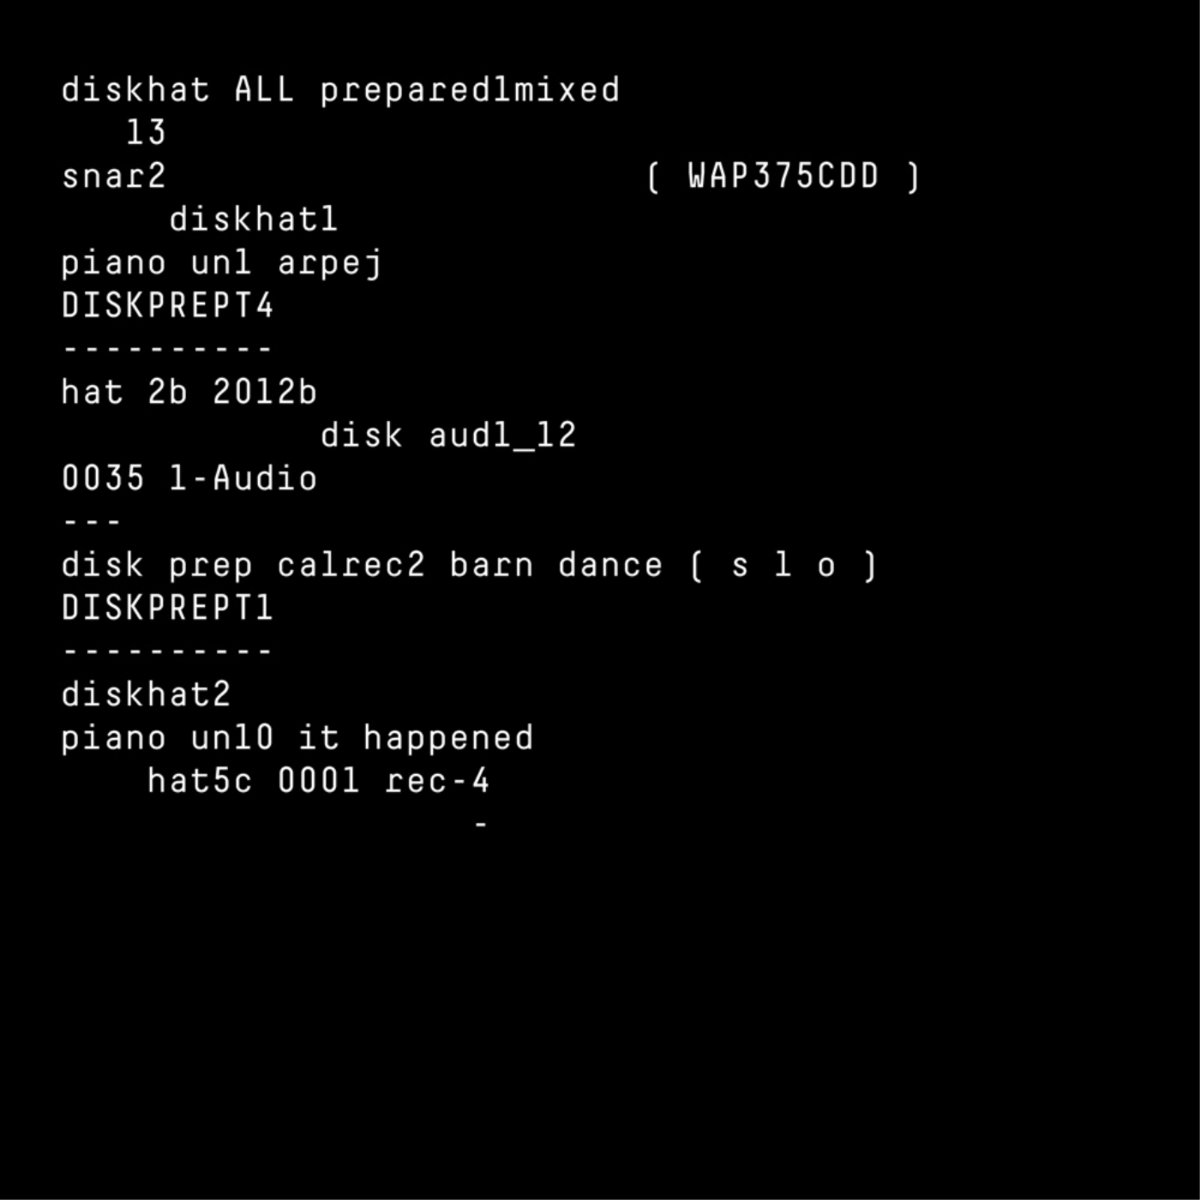 diskhat ALL prepared1mixed
13
snar2 ( WAP375CDD )
diskhat1
piano un1 arpej
DISKPREPT4
----------
hat 2b 2012b
disk aud1_12
0035 1-Audio
---
disk prep calrec2 barn dance ( s l o )
DISKPREPT1
----------
diskhat2
piano un10 it happened
hat5c 0001 rec-4
-